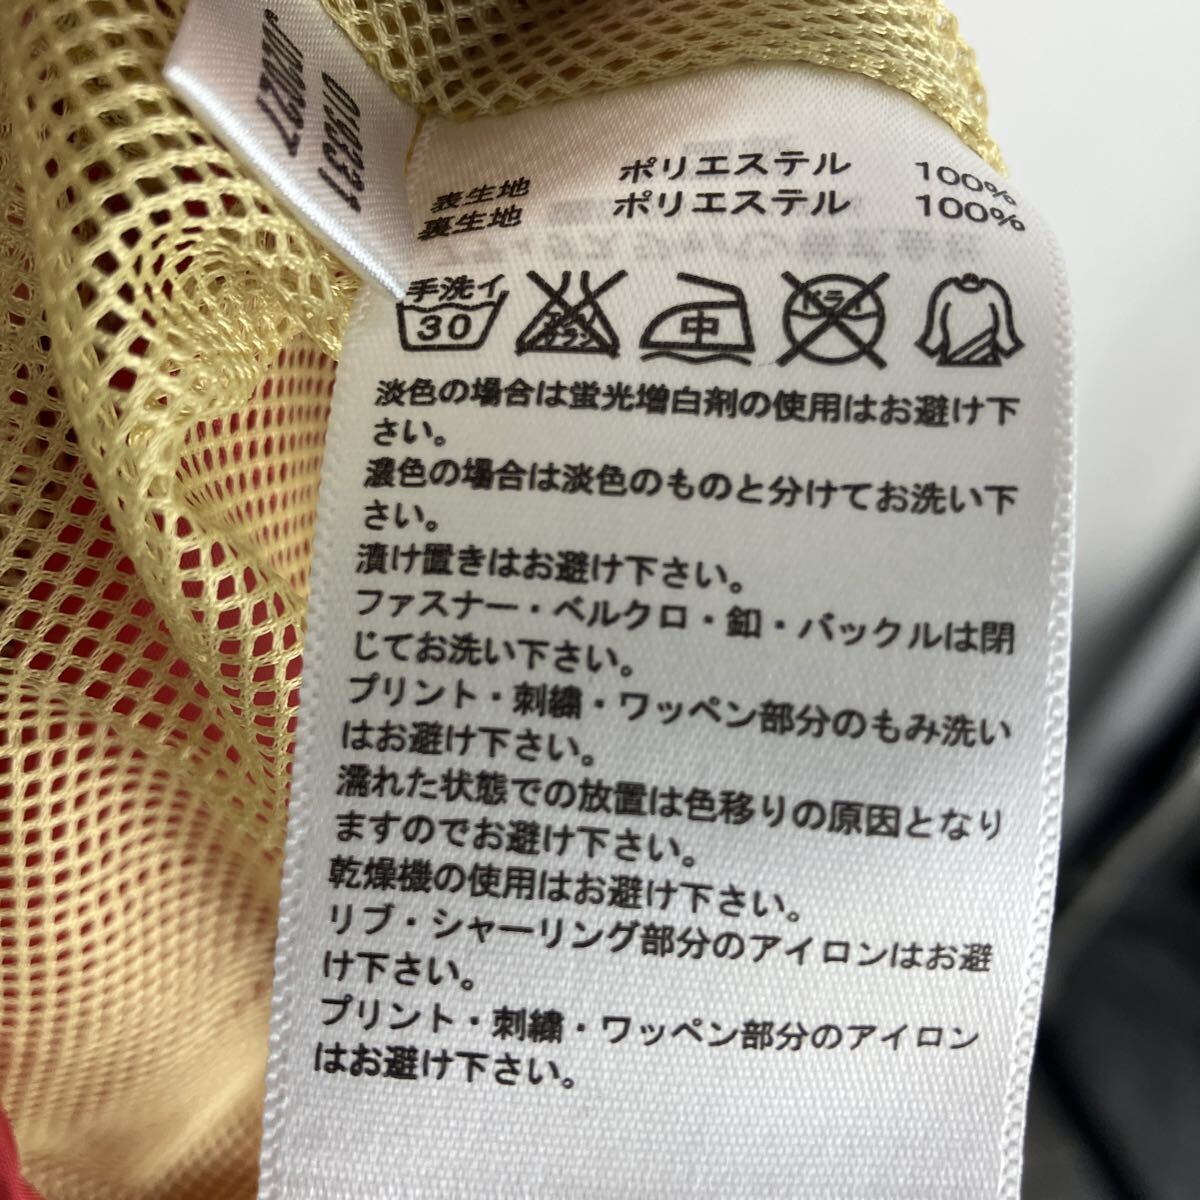 表生地 ポリエステル 100%
裏生地 ポリエステル 100%
手洗イ
30
中
ドライ
淡色の場合は蛍光増白剤の使用はお避け下
さい。
濃色の場合は淡色のものと分けてお洗い下
さい。
漬け置きはお避け下さい。
ファスナー・ベルクロ・釦・バックルは閉
じてお洗い下さい。
プリント・刺繍・ワッペン部分のもみ洗い
はお避け下さい。
濡れた状態での放置は色移りの原因となり
ますのでお避け下さい。
乾燥機の使用はお避け下さい。
リブ・シャーリング部分のアイロンはお避
け下さい。
プリント・刺繍・ワッペン部分のアイロン
はお避け下さい。